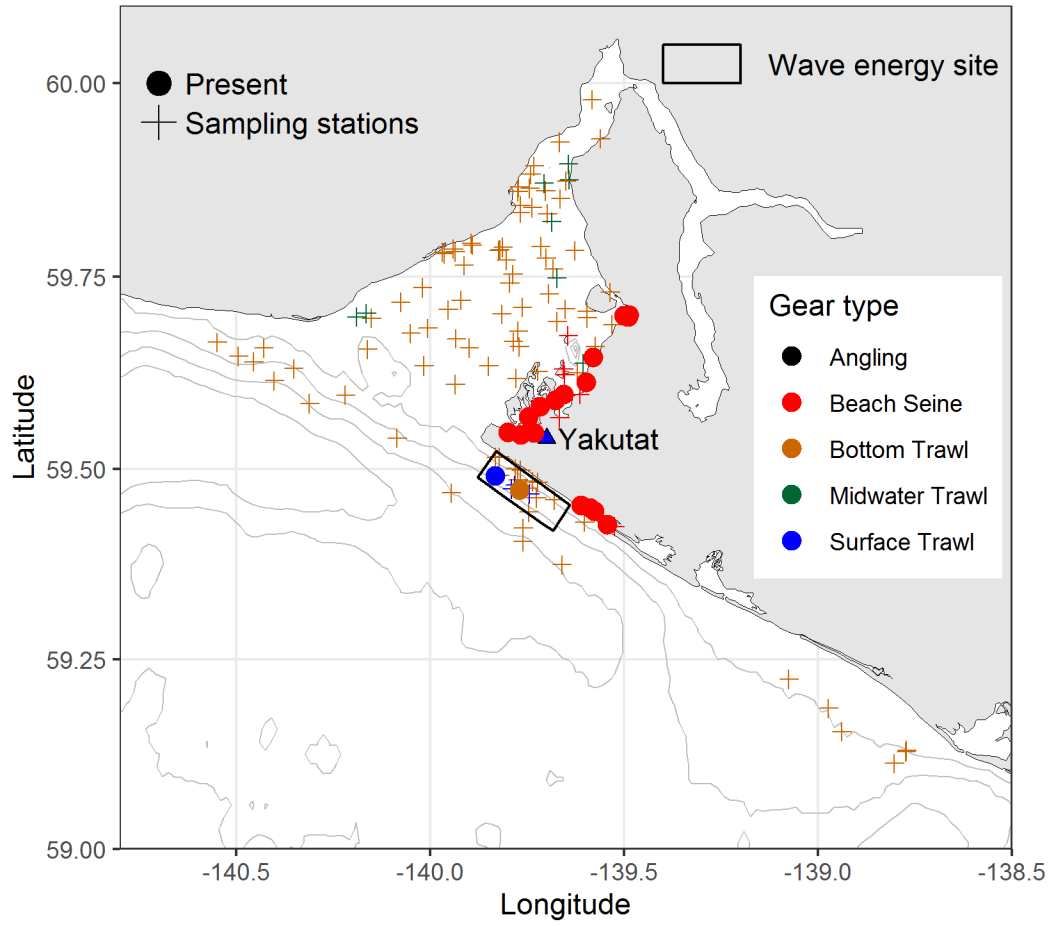 Present
Sampling stations
Wave energy site
Yakutat
Gear type
Angling
Beach Seine
Bottom Trawl
Midwater Trawl
Surface Trawl
Latitude
60.00
59.75
59.50
59.25
59.00
-140.5
-140.0
-139.5
-139.0
-138.5
Longitude